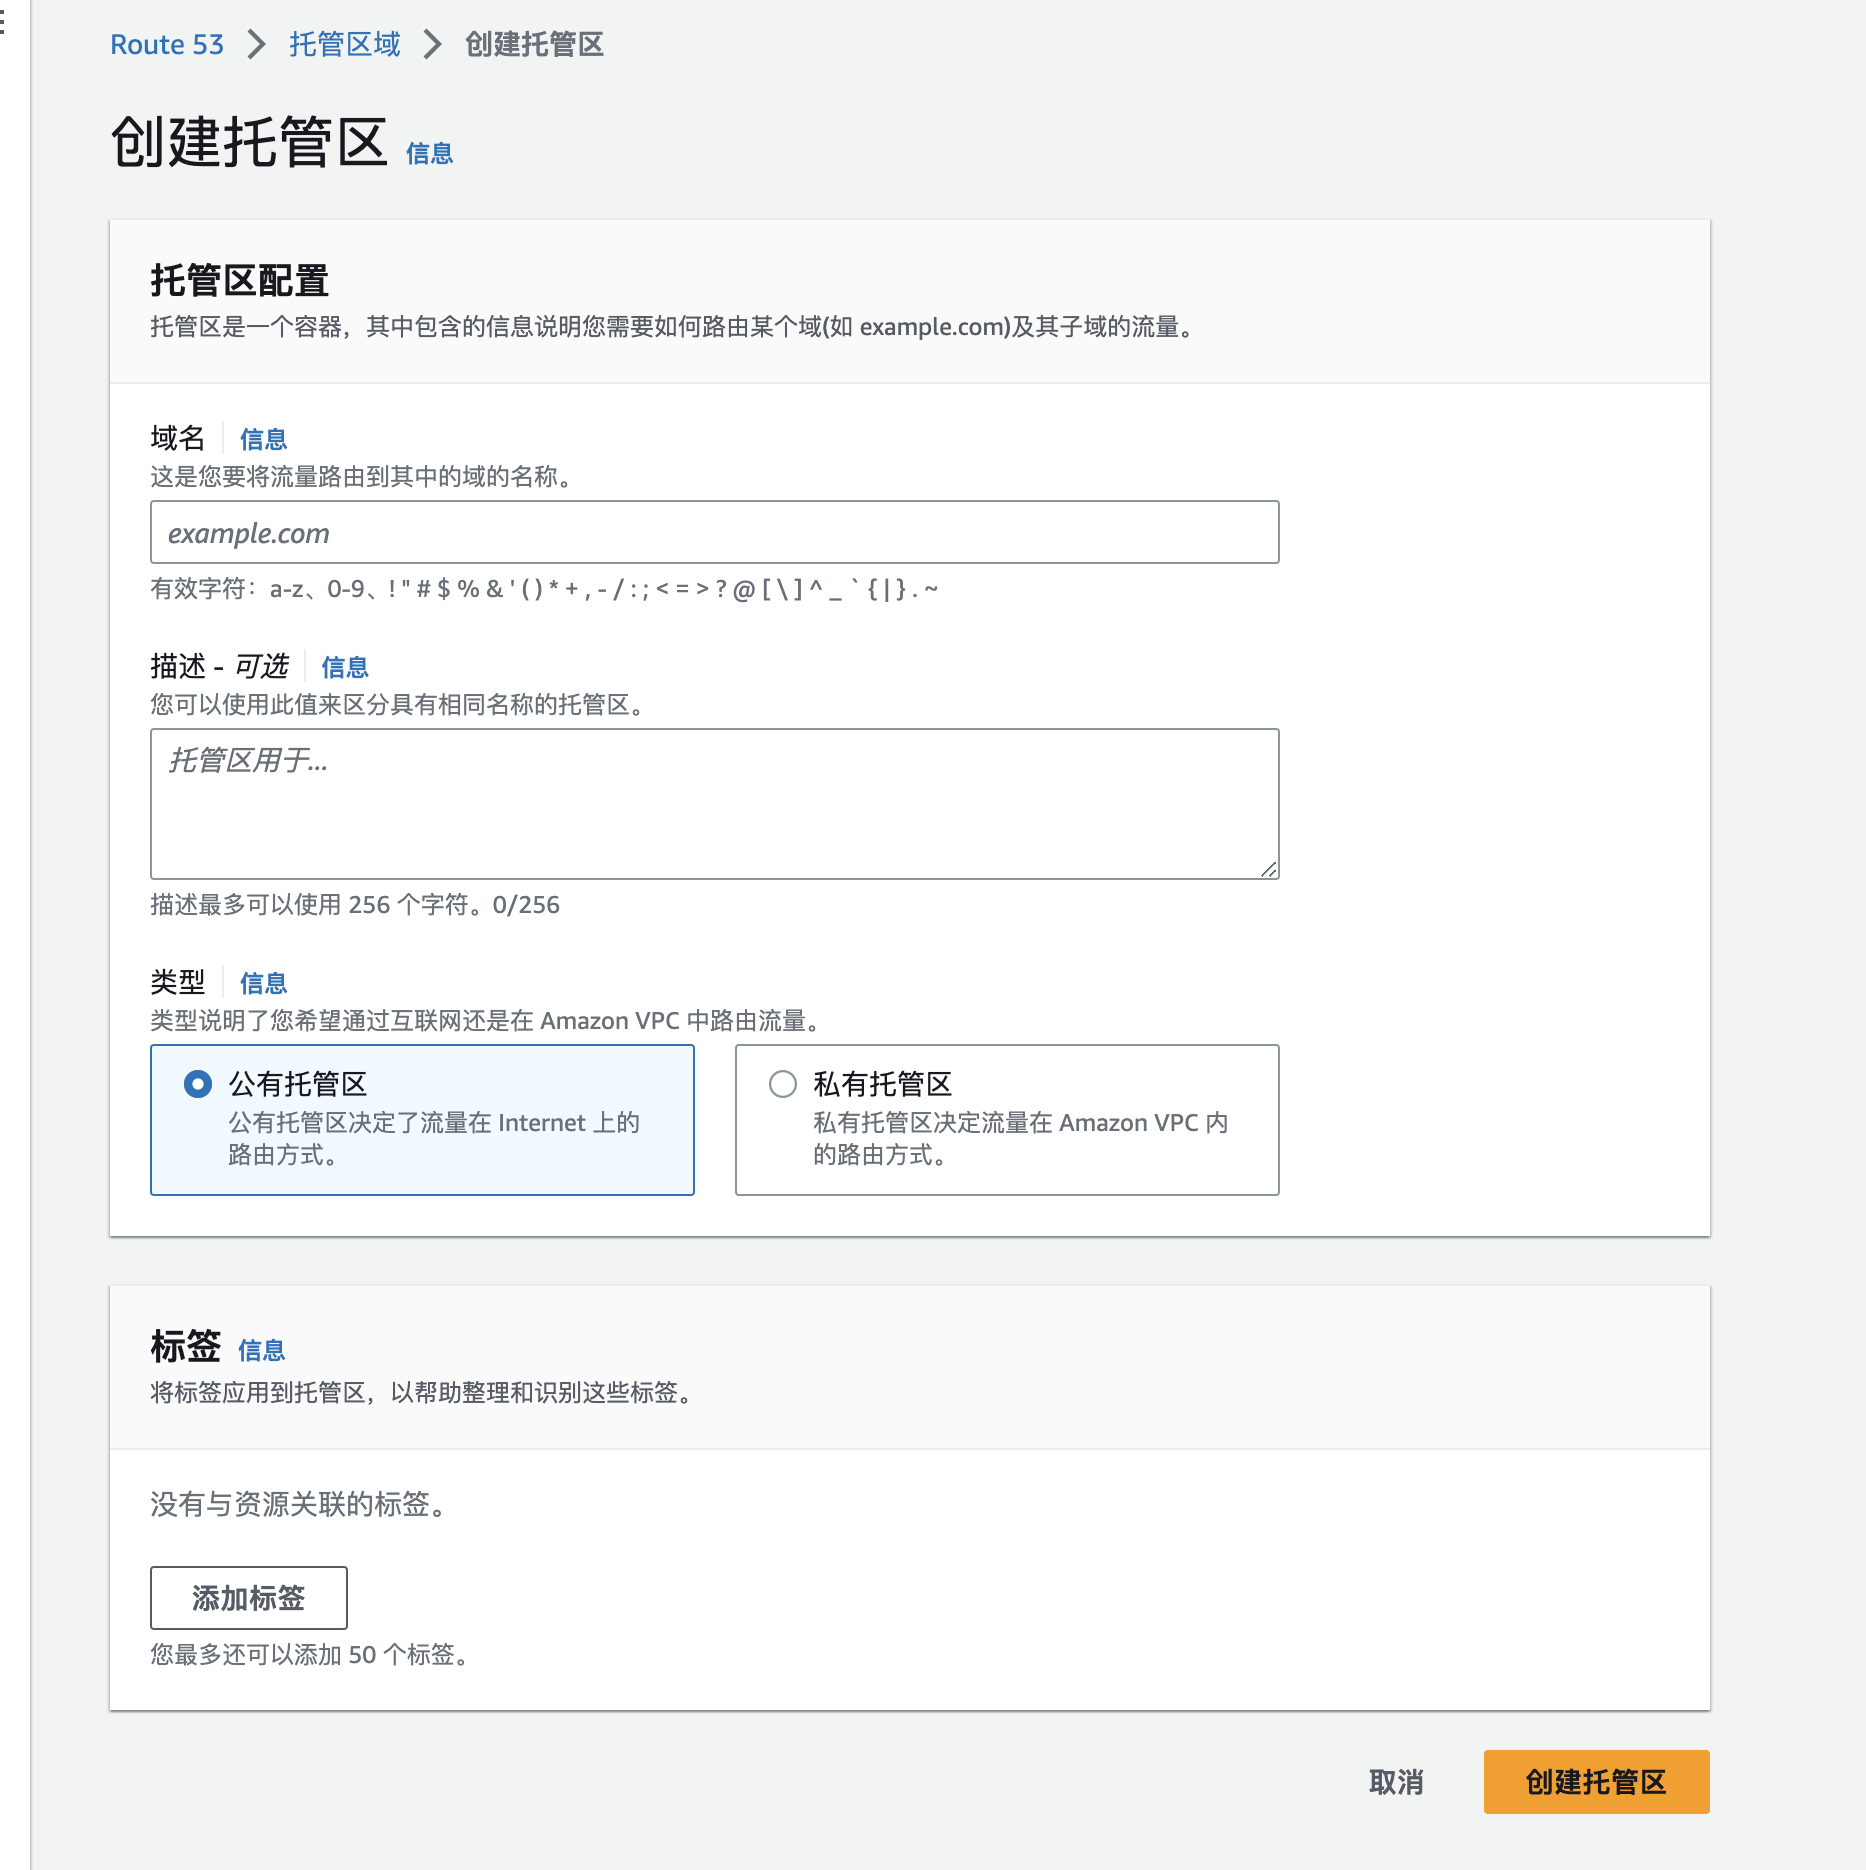 Route 53 > 托管区域 > 创建托管区
创建托管区 信息
托管区配置
托管区是一个容器，其中包含的信息说明您需要如何路由某个域(如 example.com)及其子域的流量。
域名 信息
这是您要将流量路由到其中的域的名称。
example.com
有效字符：a-z、0-9、! " # $ % & ' ( ) * + , - / : ; < = > ? @ [ \ ] ^ _ ` { | } . ~
描述 - 可选 信息
您可以使用此值来区分具有相同名称的托管区。
托管区用于...
描述最多可以使用 256 个字符。0/256
类型 信息
类型说明了您希望通过互联网还是在 Amazon VPC 中路由流量。
公有托管区
公有托管区决定了流量在 Internet 上的
路由方式。
私有托管区
私有托管区决定流量在 Amazon VPC 内
的路由方式。
标签 信息
将标签应用到托管区，以帮助整理和识别这些标签。
没有与资源关联的标签。
添加标签
您最多还可以添加 50 个标签。
取消 创建托管区